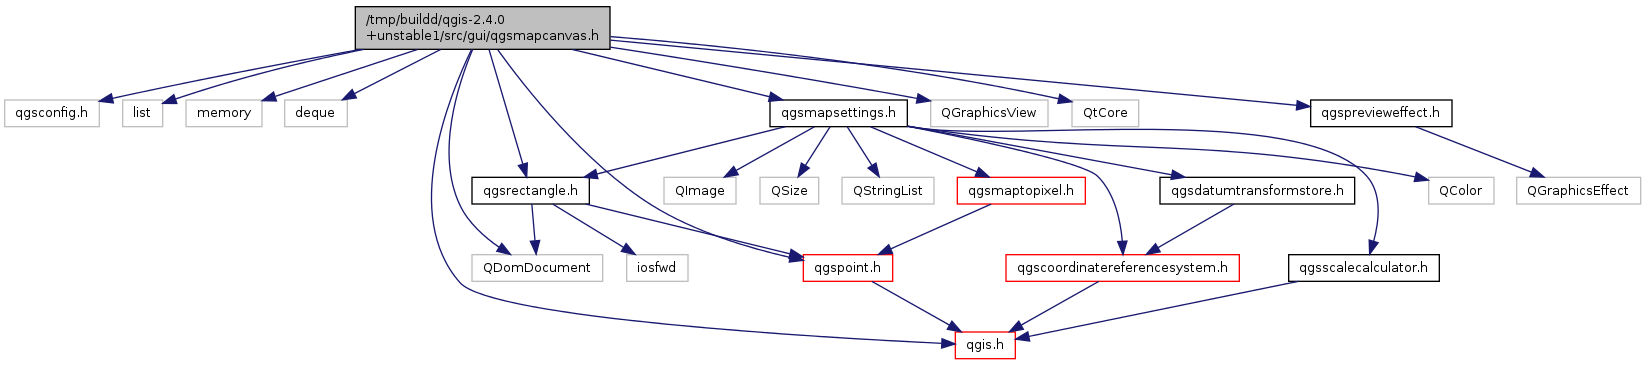 /tmp/buildd/qgis-2.4.0
+unstable1/src/gui/qgsmapcanvas.h
qgsconfig.h
list
memory
deque
qgsmapsettings.h
QGraphicsView
QtCore
qgsprevieweffect.h
qgsrectangle.h
QImage
QSize
QStringList
qgsmaptopixel.h
qgsdatumtransformstore.h
QColor
QGraphicsEffect
QDomDocument
iosfwd
qgspoint.h
qgscoordinatereferencesystem.h
qgsscalecalculator.h
qgis.h